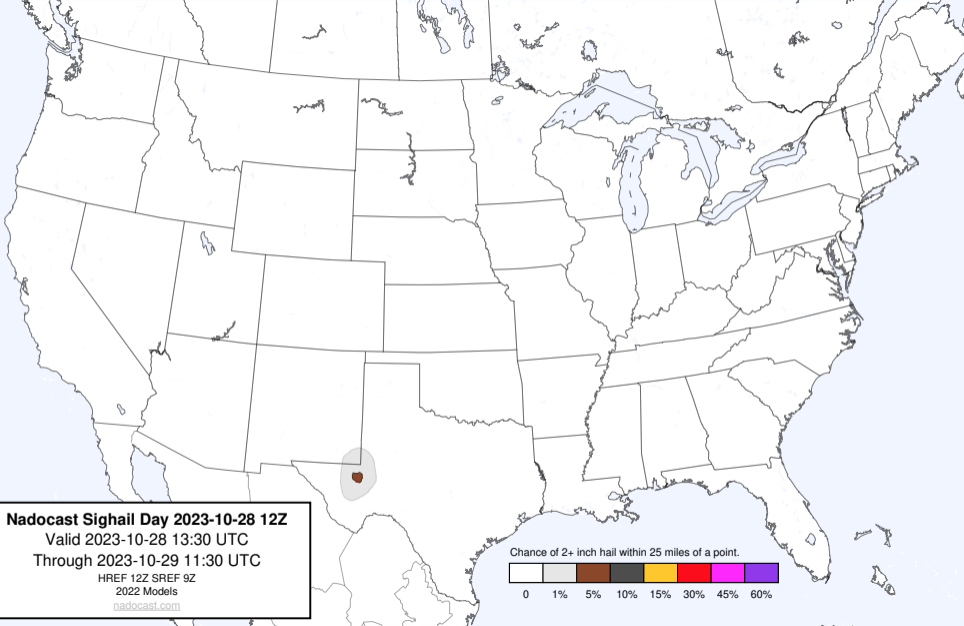 Nadocast Sighail Day 2023-10-28 12Z
Valid 2023-10-28 13:30 UTC
Through 2023-10-29 11:30 UTC
HREF 12Z SREF 9Z
2022 Models
nadocast.com
Chance of 2+ inch hail within 25 miles of a point.
0 1% 5% 10% 15% 30% 45% 60%